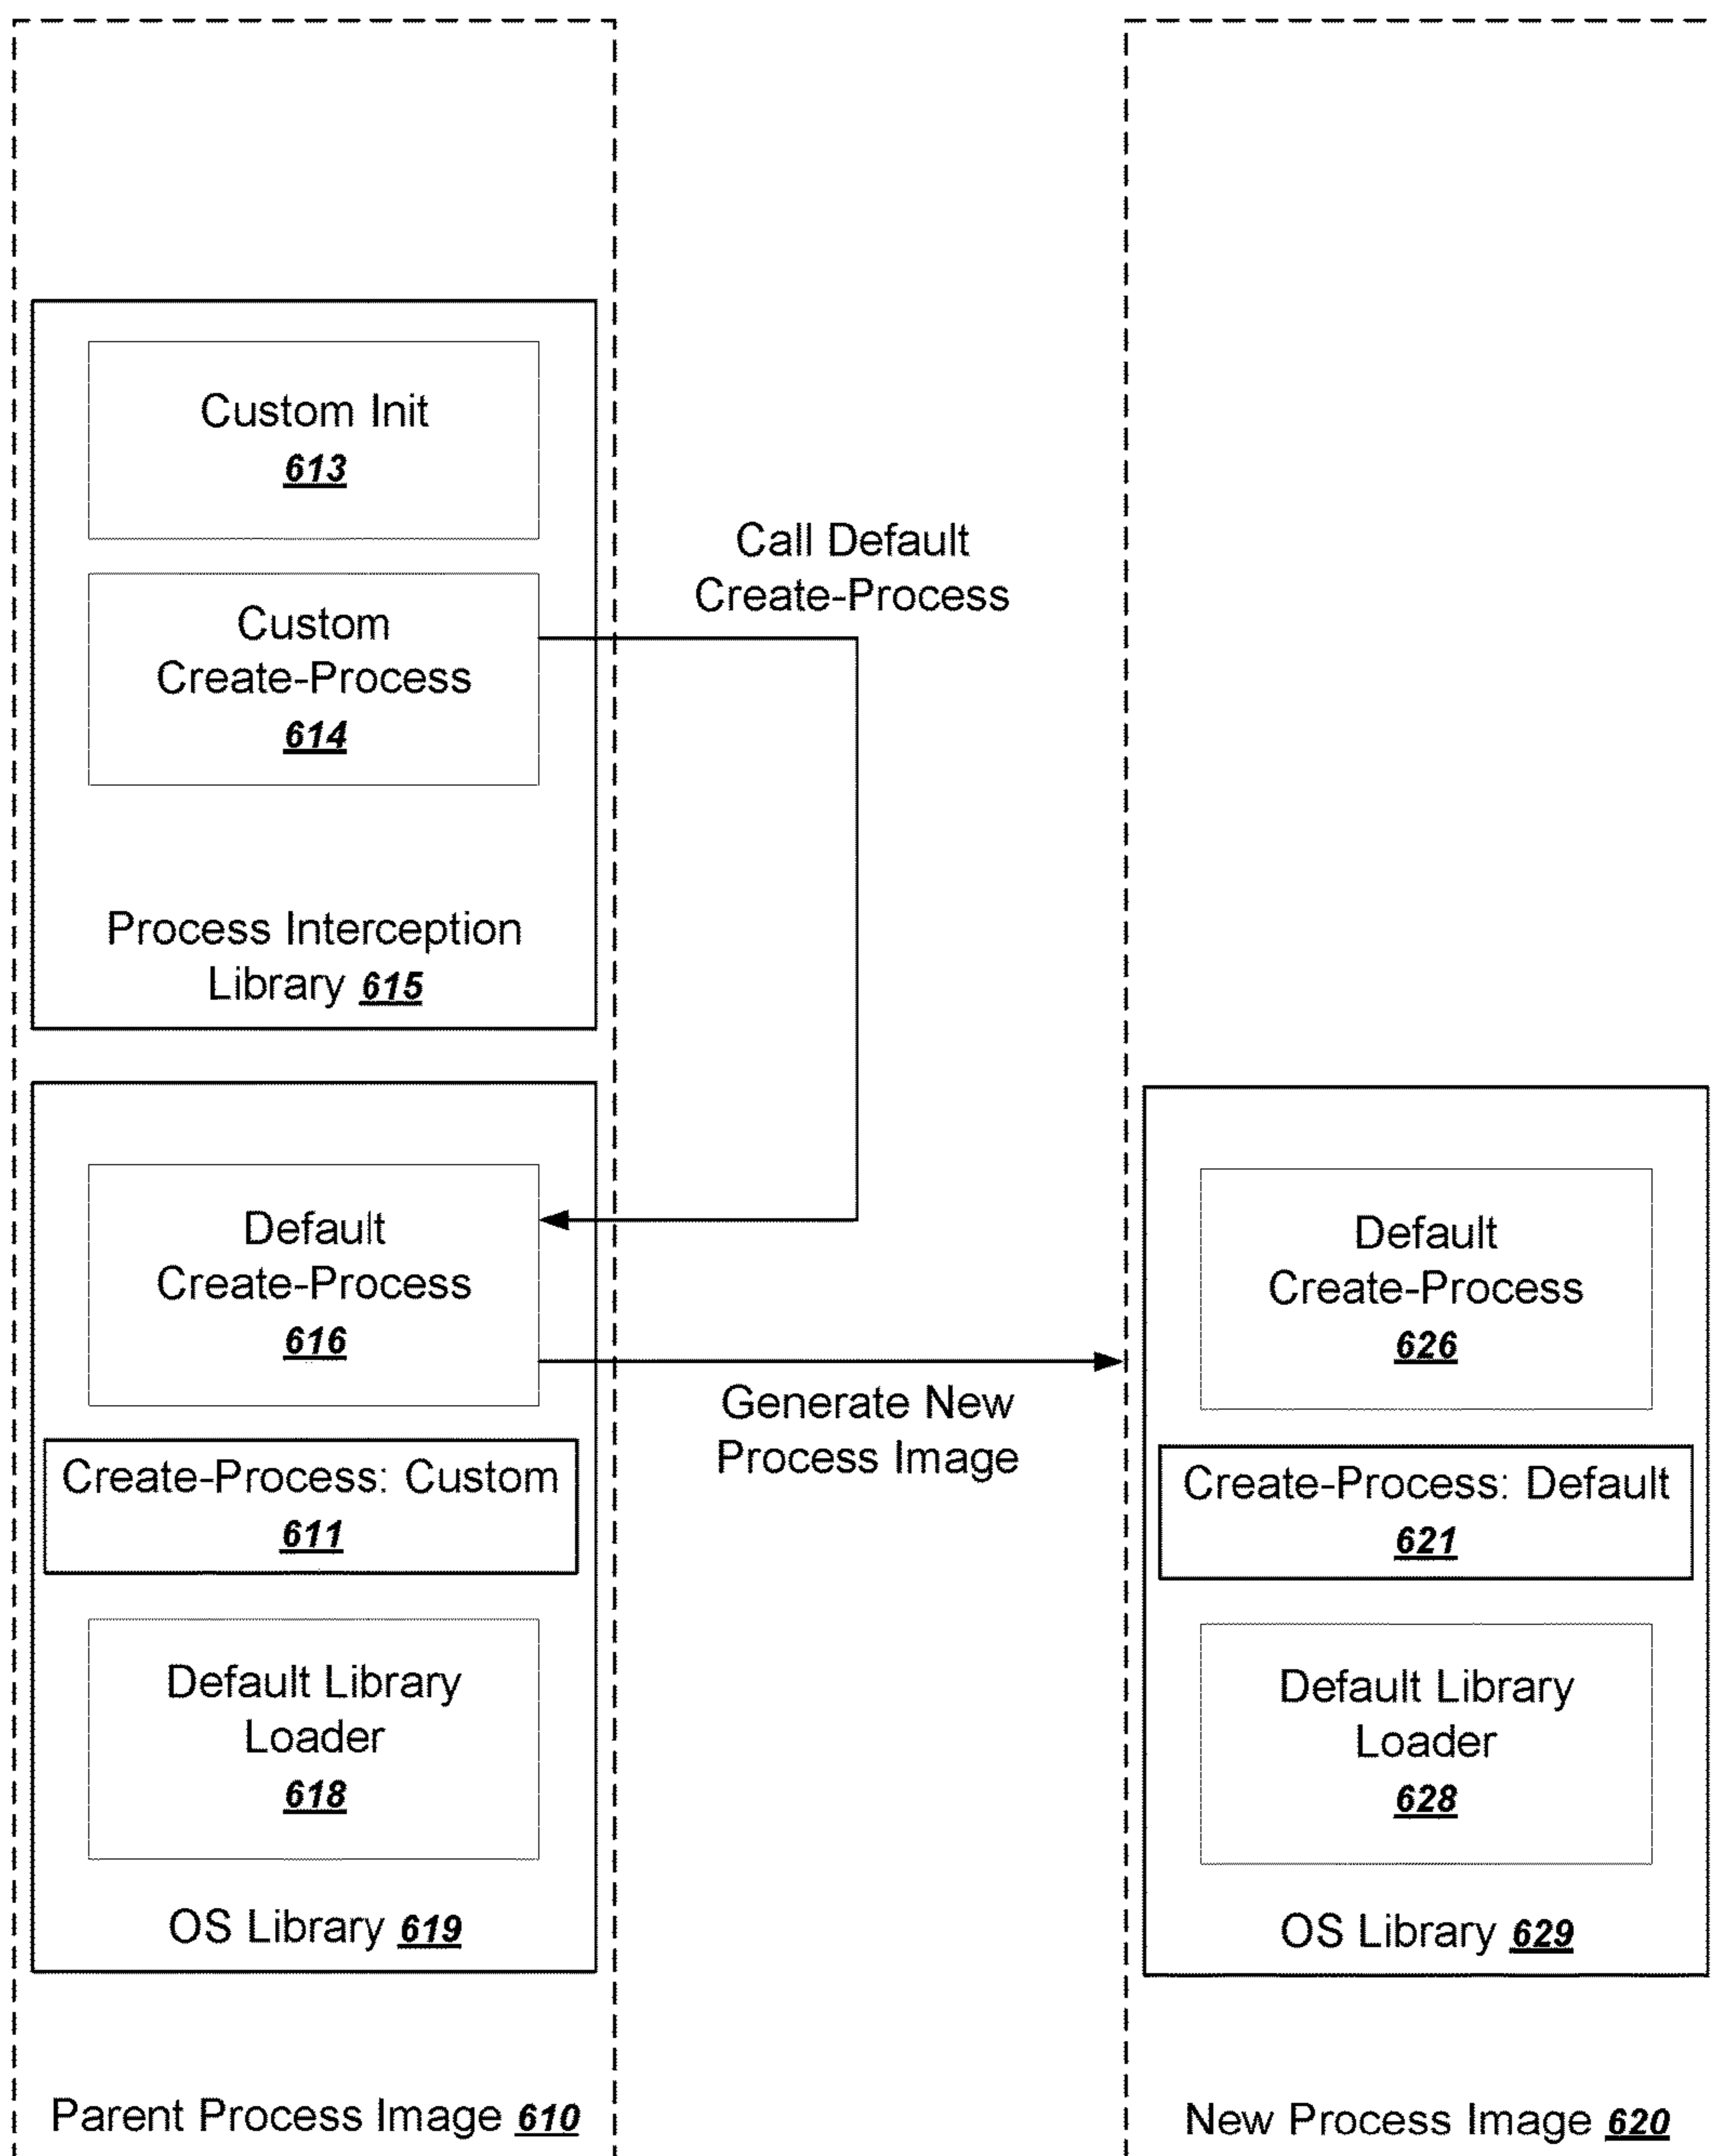 Custom Init
613
Custom
Create-Process
614
Process Interception
Library 615
Call Default
Create-Process
Default
Create-Process
616
Generate New
Process Image
Create-Process: Custom
611
Default Library
Loader
618
OS Library 619
Parent Process Image 610
Default
Create-Process
626
Create-Process: Default
621
Default Library
Loader
628
OS Library 629
New Process Image 620